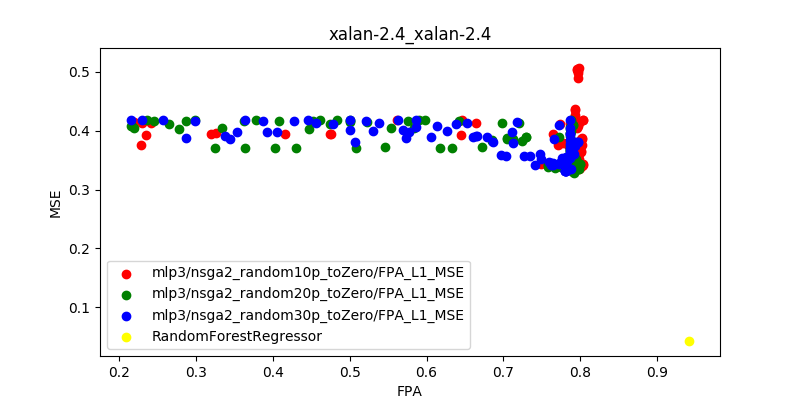 xalan-2.4_xalan-2.4
MSE
0.5
0.4
0.3
0.2
0.1
mlp3/nsga2_random10p_toZero/FPA_L1_MSE
mlp3/nsga2_random20p_toZero/FPA_L1_MSE
mlp3/nsga2_random30p_toZero/FPA_L1_MSE
RandomForestRegressor
0.2 0.3 0.4 0.5 0.6 0.7 0.8 0.9
FPA